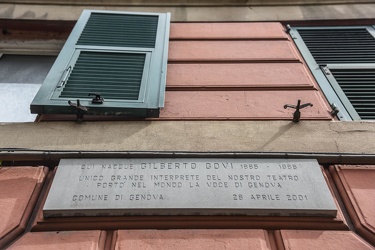 QUI NACQUE GILBERTO GOVI 1885 - 1966
UNICO GRANDE INTERPRETE DEL NOSTRO TEATRO
PORTO NEL MONDO LA VOCE DI GENOVA
COMUNE DI GENOVA 28 APRILE 2001